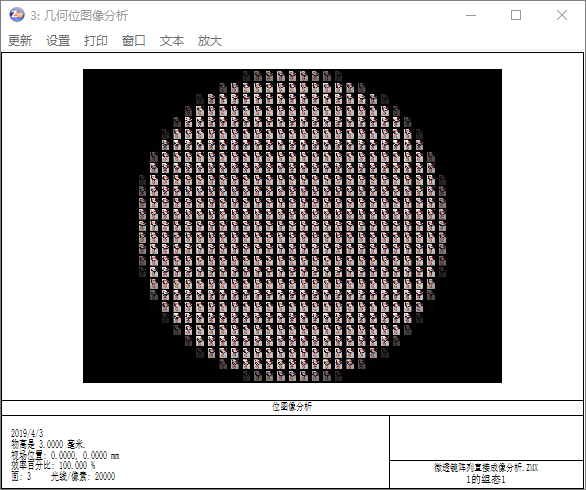 3: 几何位图像分析
更新 设置 打印 窗口 文本 放大
位图像分析
2019/4/3
物高是 3.0000 毫米.
视场位置: 0.0000, 0.0000 mm
效率百分比: 100.000 %
面: 3 光线/像素: 20000
微透镜阵列直接成像分析.ZMX
1的组态1